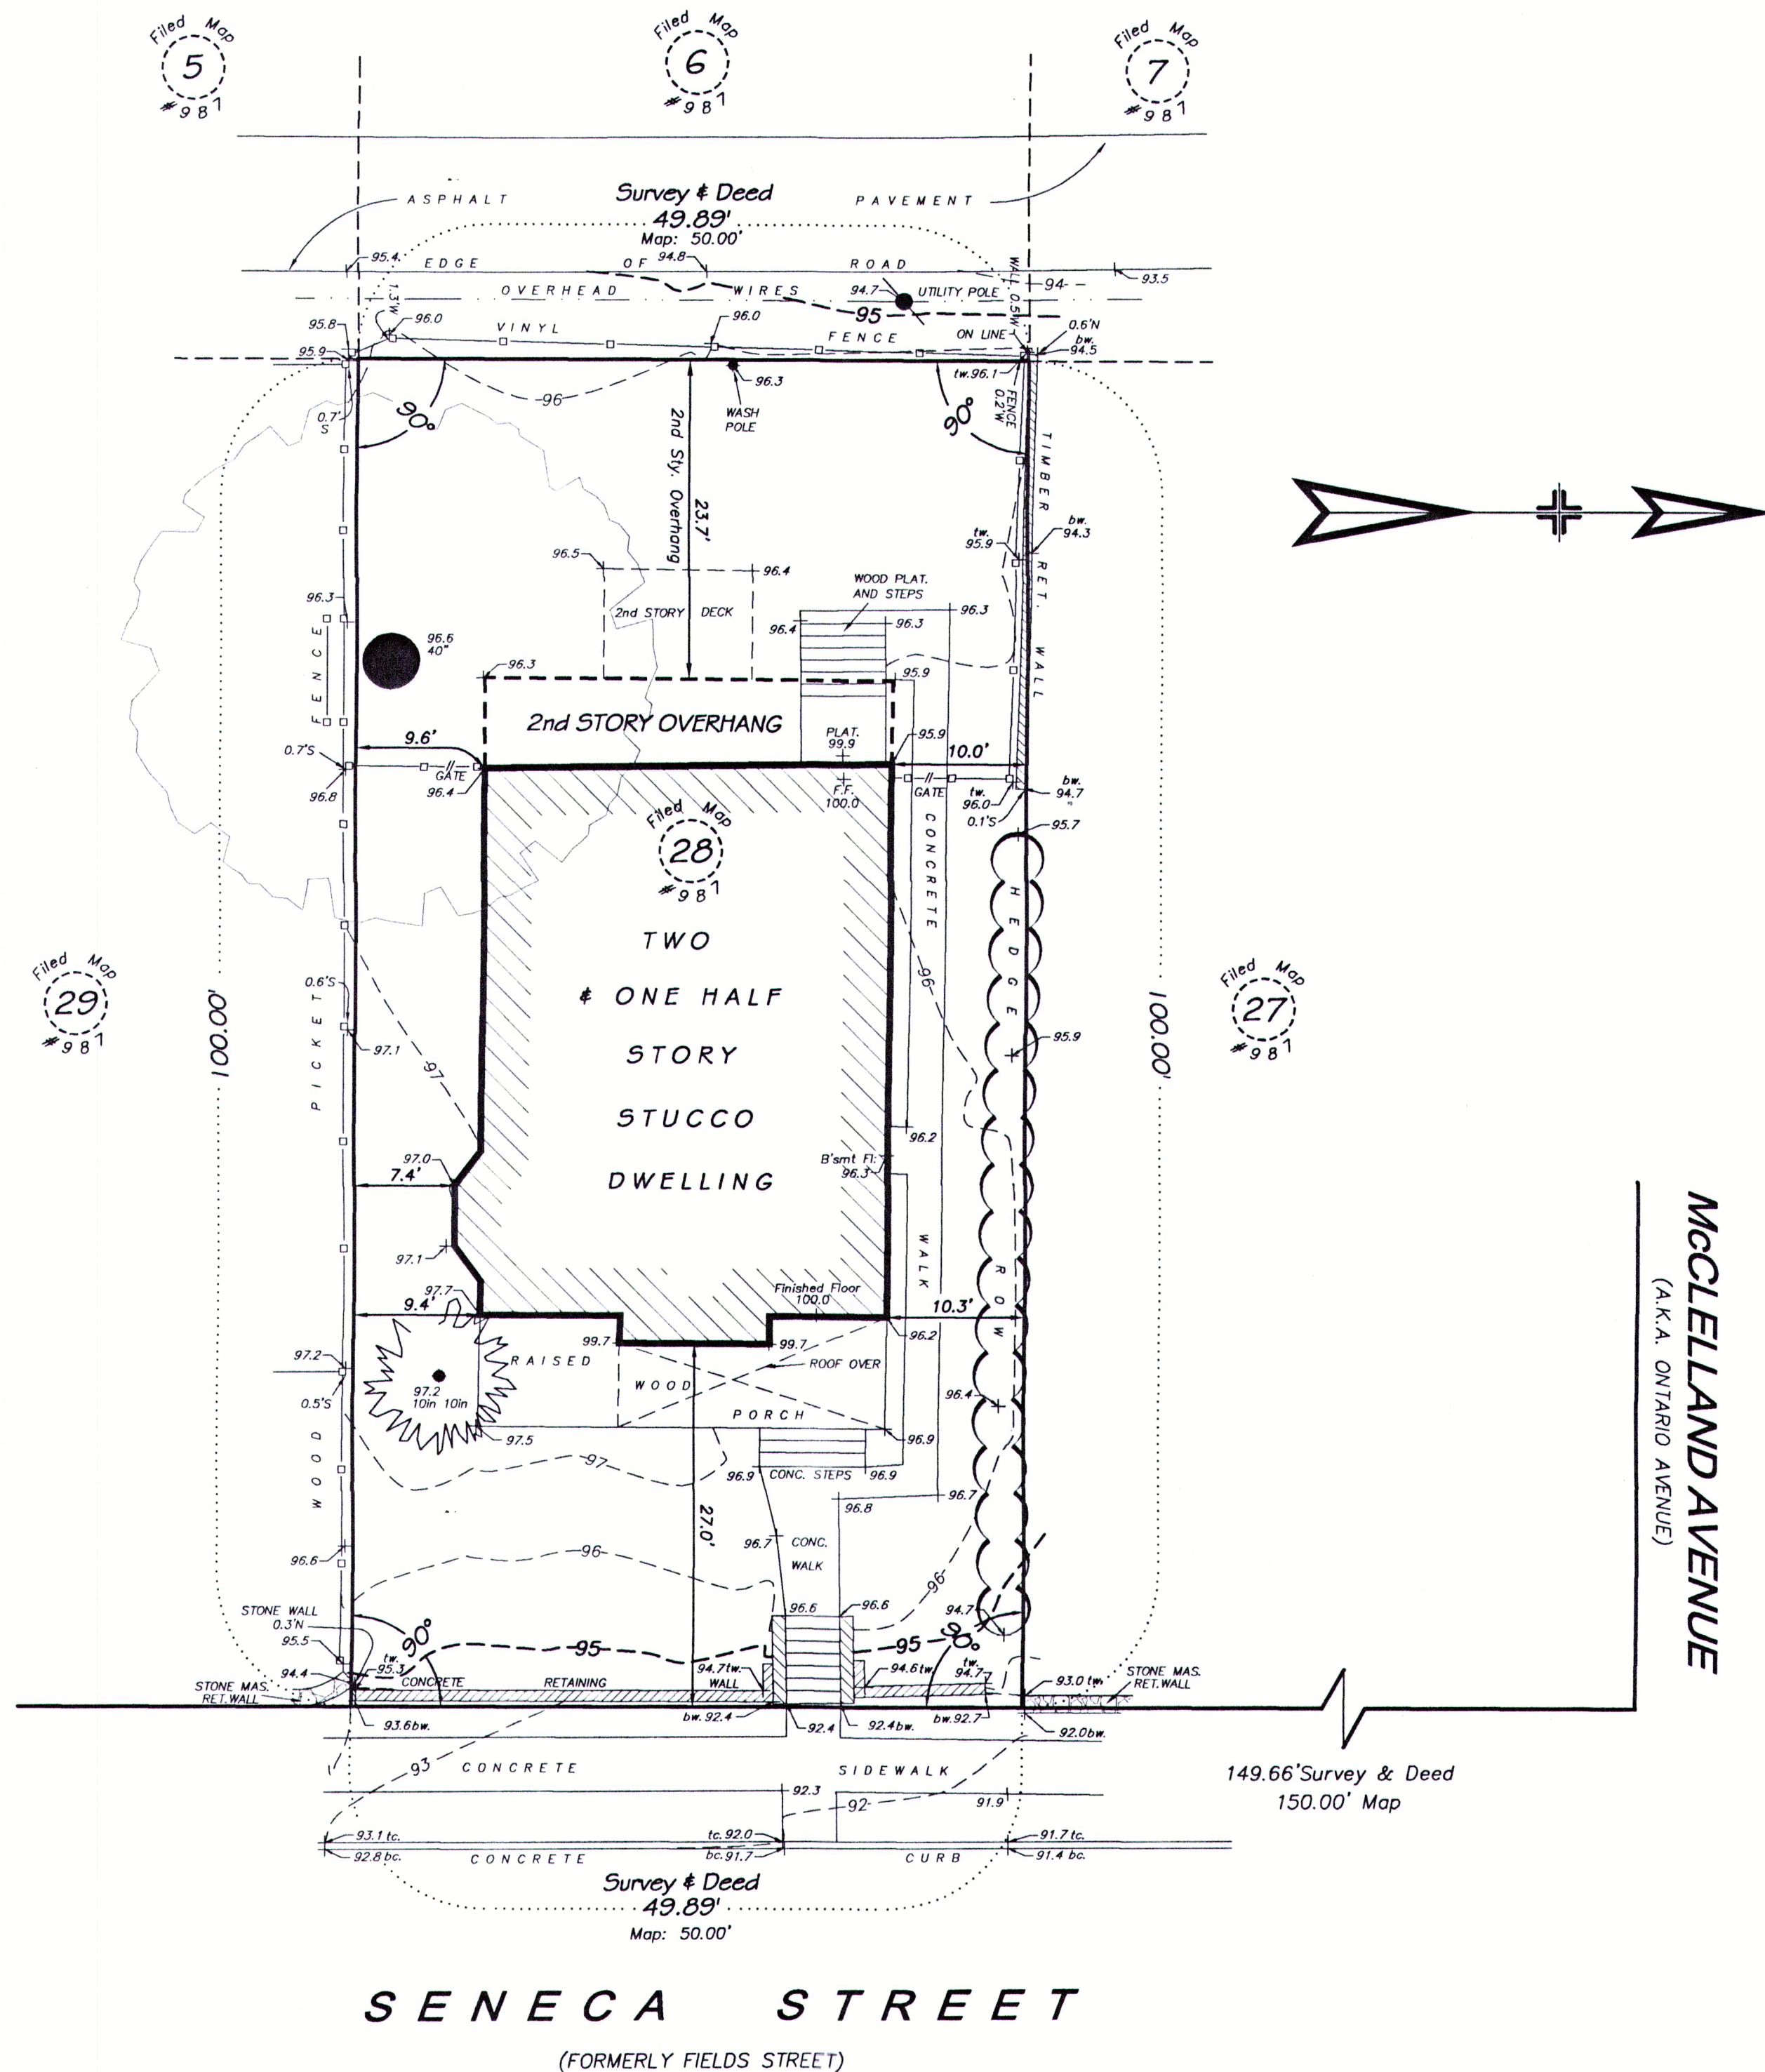 Filed Map
5
#981
Filed Map
6
#981
Filed Map
7
#981
ASPHALT PAVEMENT
Survey & Deed
49.89'
Map: 50.00'
95.4
EDGE OF ROAD
94.8
93.5
94
OVERHEAD WIRES
94.7
UTILITY POLE
WALL 0.5'W
1.3'W
95.8
96.0
VINYL FENCE
96.0
95
ON LINE
0.6'N
bw.
94.5
95.9
tw.96.1
96
96.3
WASH
POLE
FENCE
0.2'W
0.7'
S
90°
90°
23.7'
2nd Sty. Overhang
TIMBER RET. WALL
bw.
94.3
tw.
95.9
96.5
96.4
2nd STORY DECK
WOOD PLAT.
AND STEPS
96.3
96.4
96.3
96.3
FENCE
96.6
40"
96.3
95.9
2nd STORY OVERHANG
PLAT.
99.9
95.9
9.6'
10.0'
0.7'S
GATE
96.8
96.4
F.F.
100.0
GATE
tw.
96.0
bw.
94.7
"
0.1'S
95.7
Filed Map
28
#981
TWO
& ONE HALF
STORY
STUCCO
DWELLING
CONCRETE
WALK
HEDGE
ROW
96
95.9
Filed Map
29
#981
Filed Map
27
#981
100.00'
100.00'
0.6'S
PICKET
97.1
97
96.2
B'smt Fl:
96.3
97.0
7.4'
97.1
97.7
9.4'
Finished Floor
100.0
10.3'
96.2
99.7
99.7
RAISED
WOOD
PORCH
ROOF OVER
97.2
0.5'S
97.2
10in 10in
97.5
96.4
96.9
96.9
CONC. STEPS
96.9
97
96.8
96.7
WOOD
27.0'
96.7
CONC.
WALK
96
96.6
96
96.6
96.6
94.7
STONE WALL
0.3'N
95.5
90°
95
95
90°
tw.
95.3
94.4
STONE MAS.
RET.WALL
CONCRETE RETAINING WALL
94.7tw.
94.6tw.
tw.
94.7
93.0 tw.
STONE MAS.
RET.WALL
93.6bw.
bw.92.4
92.4
92.4bw.
bw.92.7
92.0bw.
93
CONCRETE SIDEWALK
92.3
92
91.9
93.1 tc.
92.8 bc.
tc.92.0
bc.91.7
91.7 tc.
91.4 bc.
CONCRETE CURB
Survey & Deed
49.89'
Map: 50.00'
149.66'Survey & Deed
150.00' Map
McCLELLAND AVENUE
(A.K.A. ONTARIO AVENUE)
SENECA STREET
(FORMERLY FIELDS STREET)